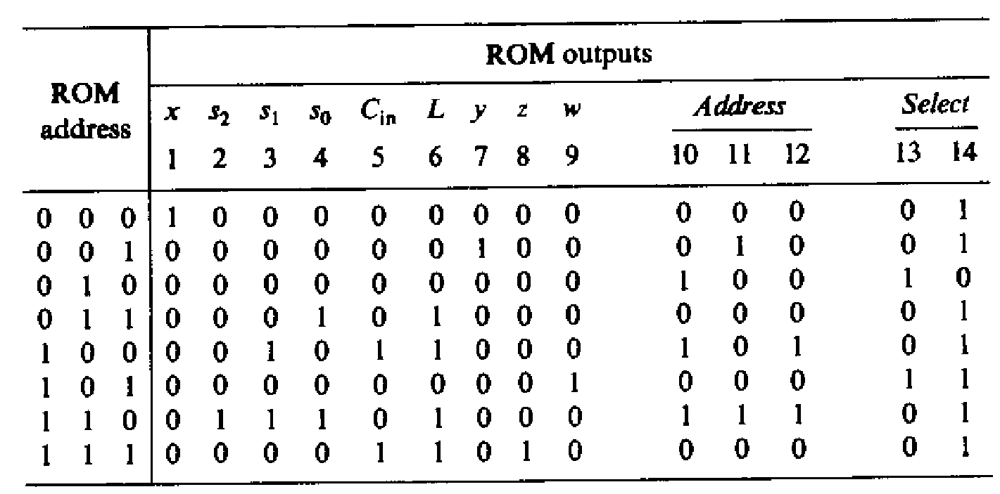 ROM outputs
ROM address
x s₂ s₁ s₀ C_in L y z w Address Select
1 2 3 4 5 6 7 8 9 10 11 12 13 14
0 0 0 1 0 0 0 0 0 0 0 0 0 0 0 0 1
0 0 1 0 0 0 0 0 0 1 0 0 0 1 0 0 1
0 1 0 0 0 0 0 0 0 0 0 0 1 0 0 1 0
0 1 1 0 0 0 1 0 1 0 0 0 0 0 0 0 1
1 0 0 0 0 1 0 1 1 0 0 0 1 0 1 0 1
1 0 1 0 0 0 0 0 0 0 0 1 0 0 0 1 1
1 1 0 0 1 1 1 0 1 0 0 0 1 1 1 0 1
1 1 1 0 0 0 0 1 1 0 1 0 0 0 0 0 1